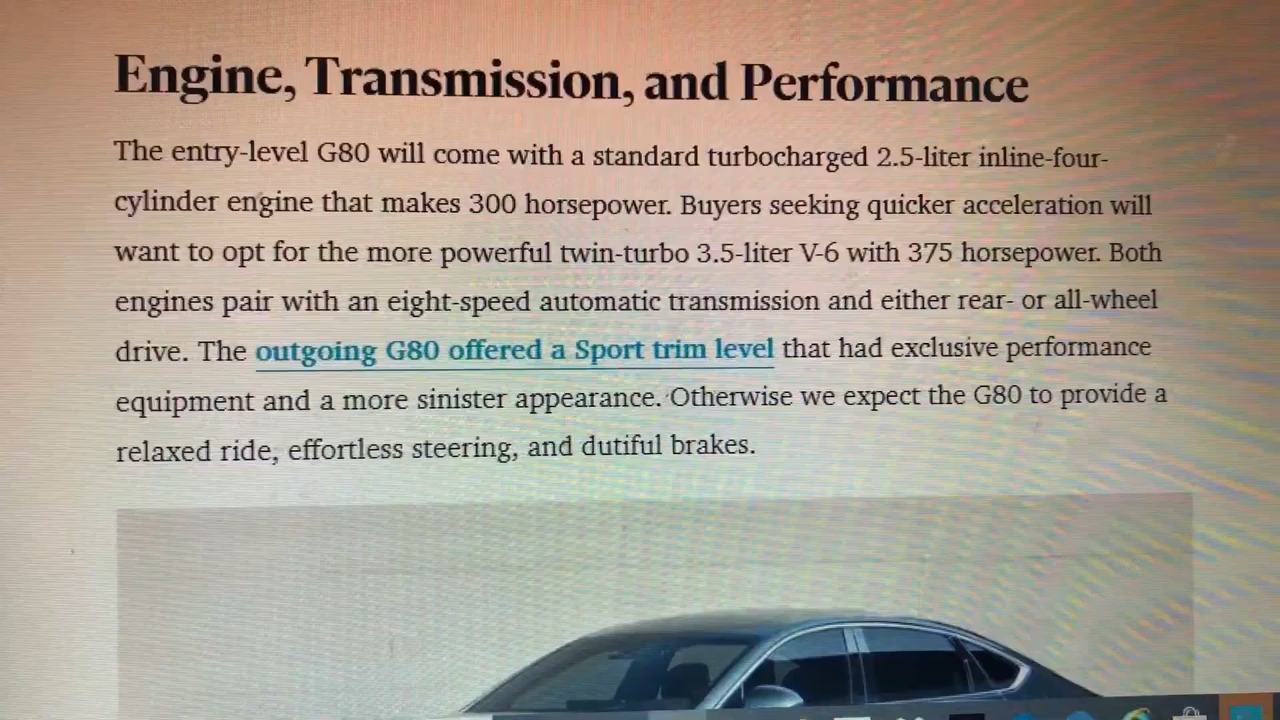 Engine, Transmission, and Performance
The entry-level G80 will come with a standard turbocharged 2.5-liter inline-four-
cylinder engine that makes 300 horsepower. Buyers seeking quicker acceleration will
want to opt for the more powerful twin-turbo 3.5-liter V-6 with 375 horsepower. Both
engines pair with an eight-speed automatic transmission and either rear- or all-wheel
drive. The outgoing G80 offered a Sport trim level that had exclusive performance
equipment and a more sinister appearance. Otherwise we expect the G80 to provide a
relaxed ride, effortless steering, and dutiful brakes.